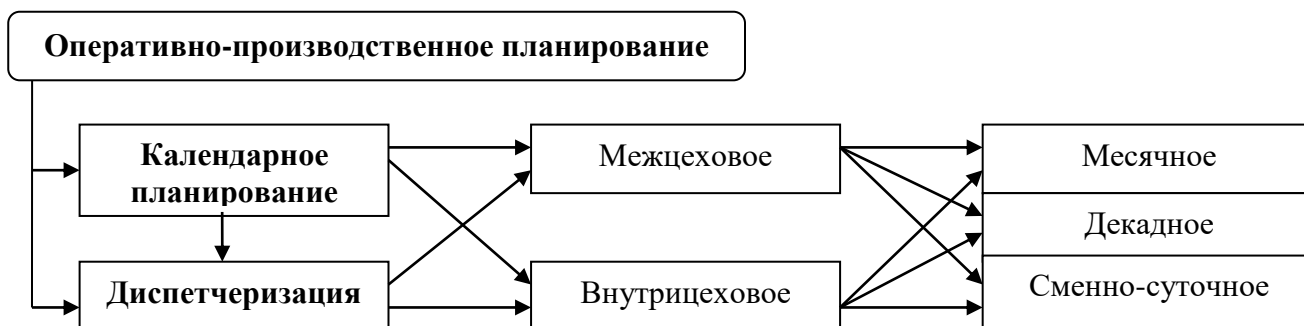 Оперативно-производственное планирование
Календарное
планирование
Межцеховое
Месячное
Декадное
Диспетчеризация
Внутрицеховое
Сменно-суточное